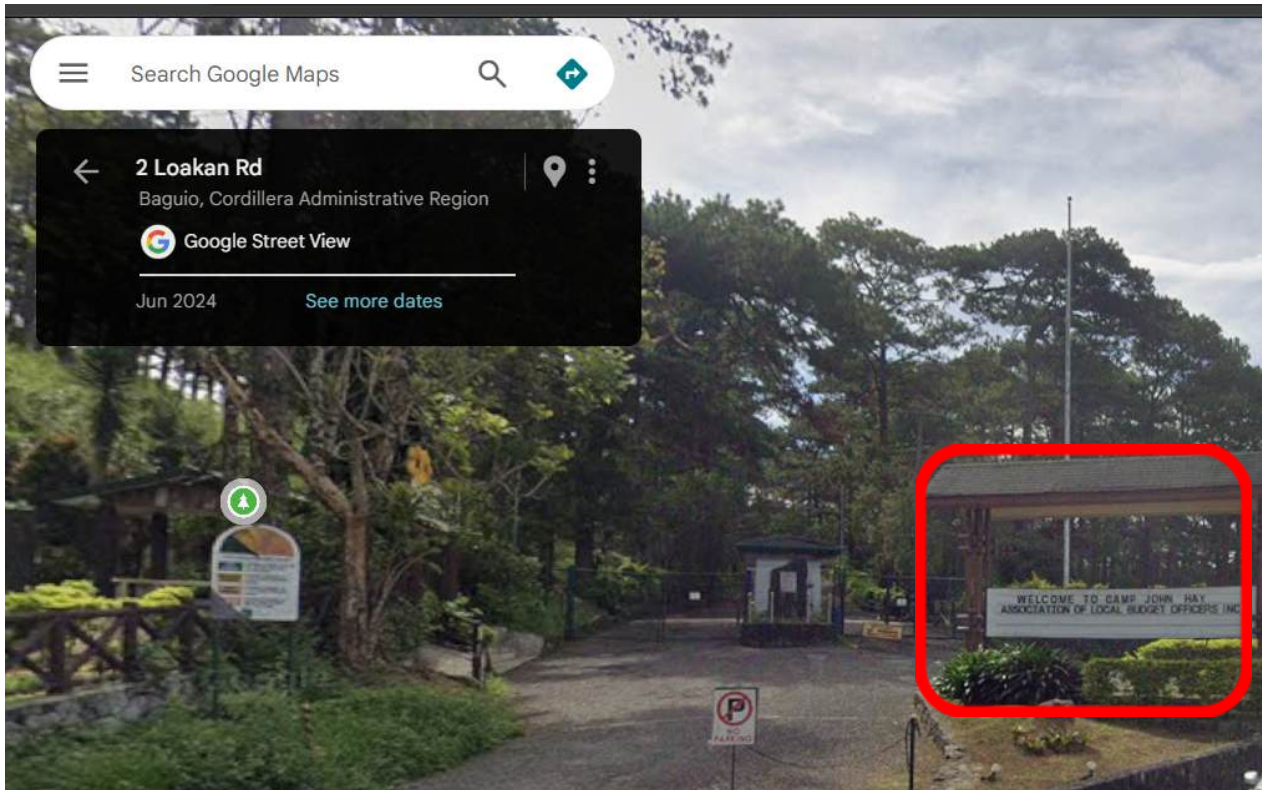 Search Google Maps
2 Loakan Rd
Baguio, Cordillera Administrative Region
Google Street View
Jun 2024
See more dates
WELCOME TO CAMP JOHN HAY
ASSOCIATION OF LOCAL BUDGET OFFICERS INC
P
NO
PARKING